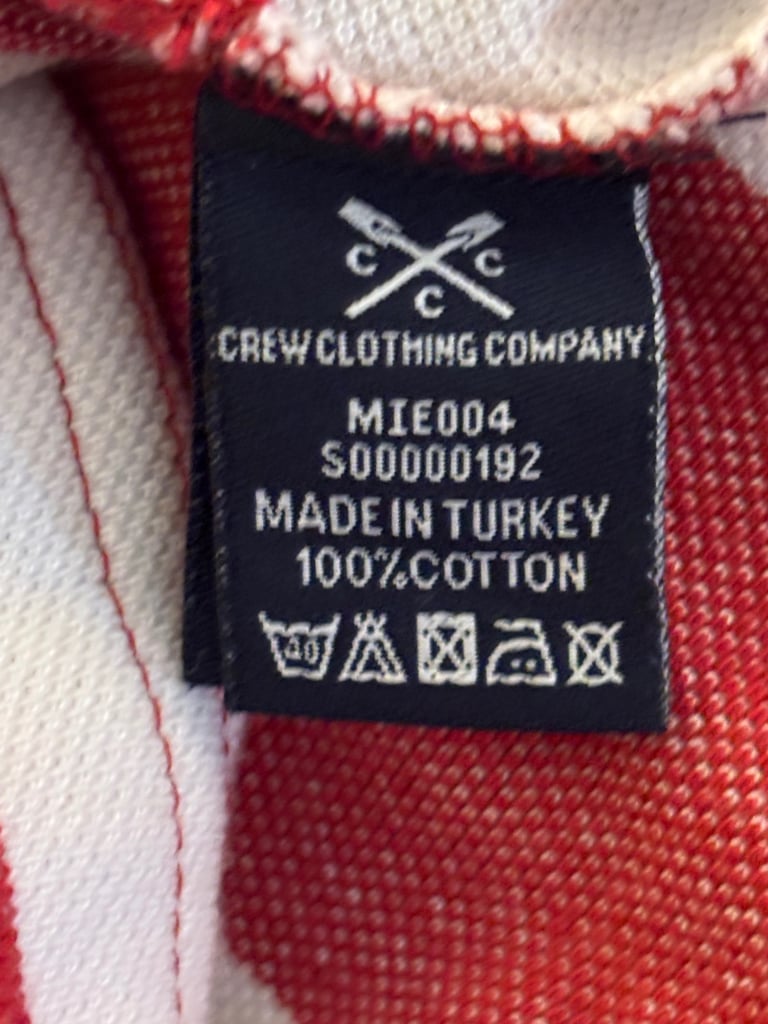 C C
C
CREW CLOTHING COMPANY
MIE004
S00000192
MADE IN TURKEY
100%COTTON
40